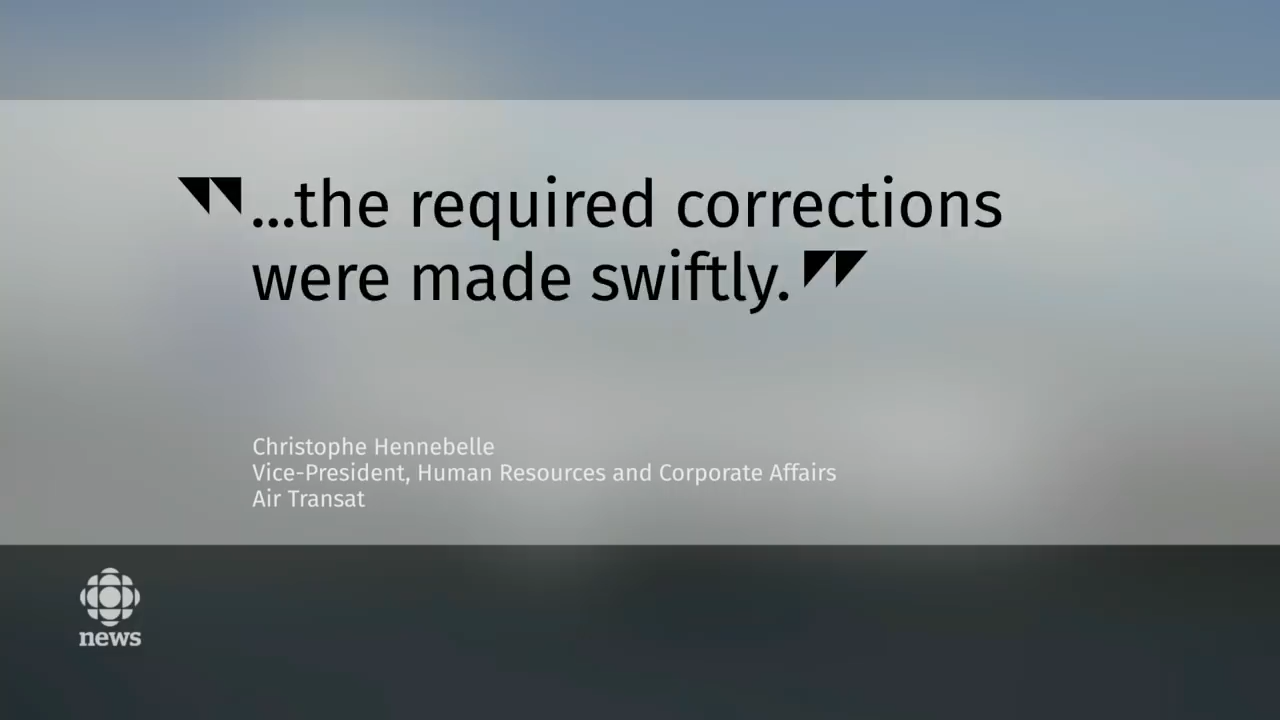 "...the required corrections
were made swiftly."
Christophe Hennebelle
Vice-President, Human Resources and Corporate Affairs
Air Transat
news